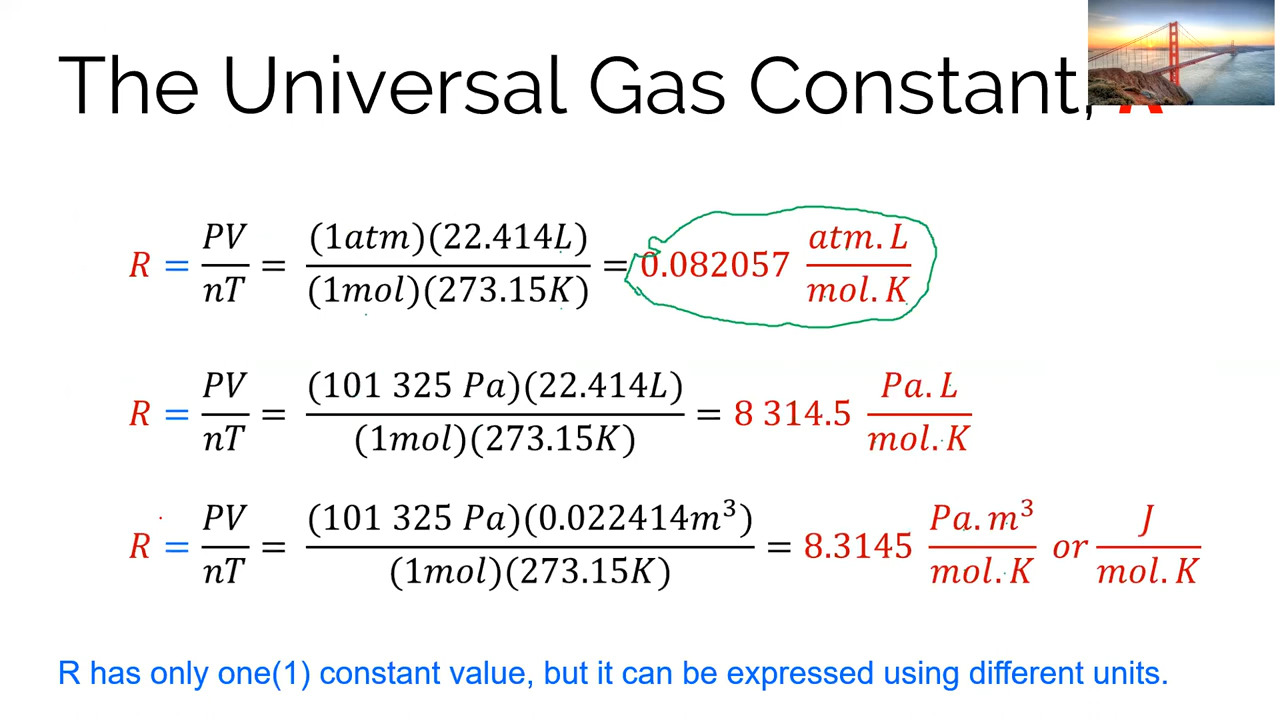 The Universal Gas Constant,
R = PV/nT = (1atm)(22.414L)/(1mol)(273.15K) = 0.082057 atm.L/mol.K
R = PV/nT = (101 325 Pa)(22.414L)/(1mol)(273.15K) = 8 314.5 Pa.L/mol.K
R = PV/nT = (101 325 Pa)(0.022414m³)/(1mol)(273.15K) = 8.3145 Pa.m³/mol.K or J/mol.K
R has only one(1) constant value, but it can be expressed using different units.